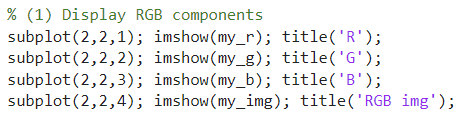 % (1) Display RGB components
subplot(2,2,1); imshow(my_r); title('R');
subplot(2,2,2); imshow(my_g); title('G');
subplot(2,2,3); imshow(my_b); title('B');
subplot(2,2,4); imshow(my_img); title('RGB img');